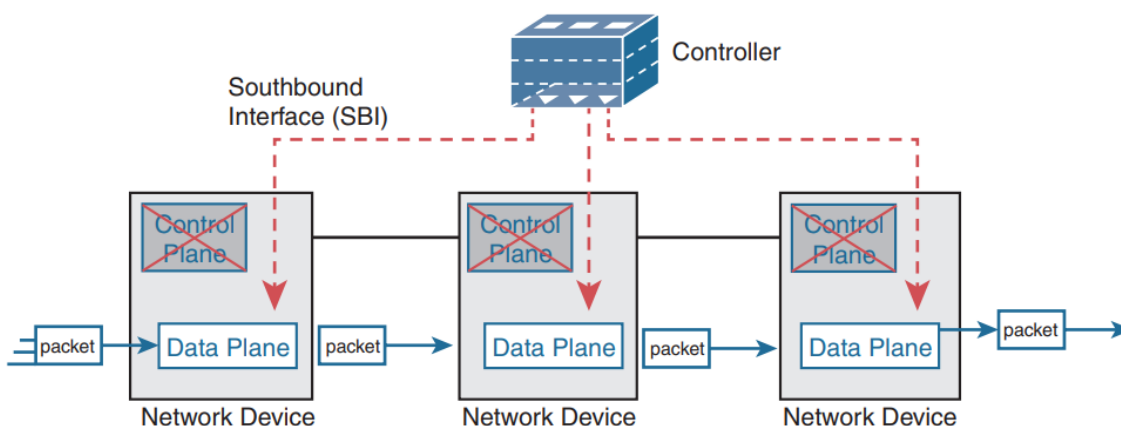 Controller
Southbound
Interface (SBI)
Control
Plane
Control
Plane
Control
Plane
packet
Data Plane
packet
Data Plane
packet
Data Plane
packet
Network Device
Network Device
Network Device